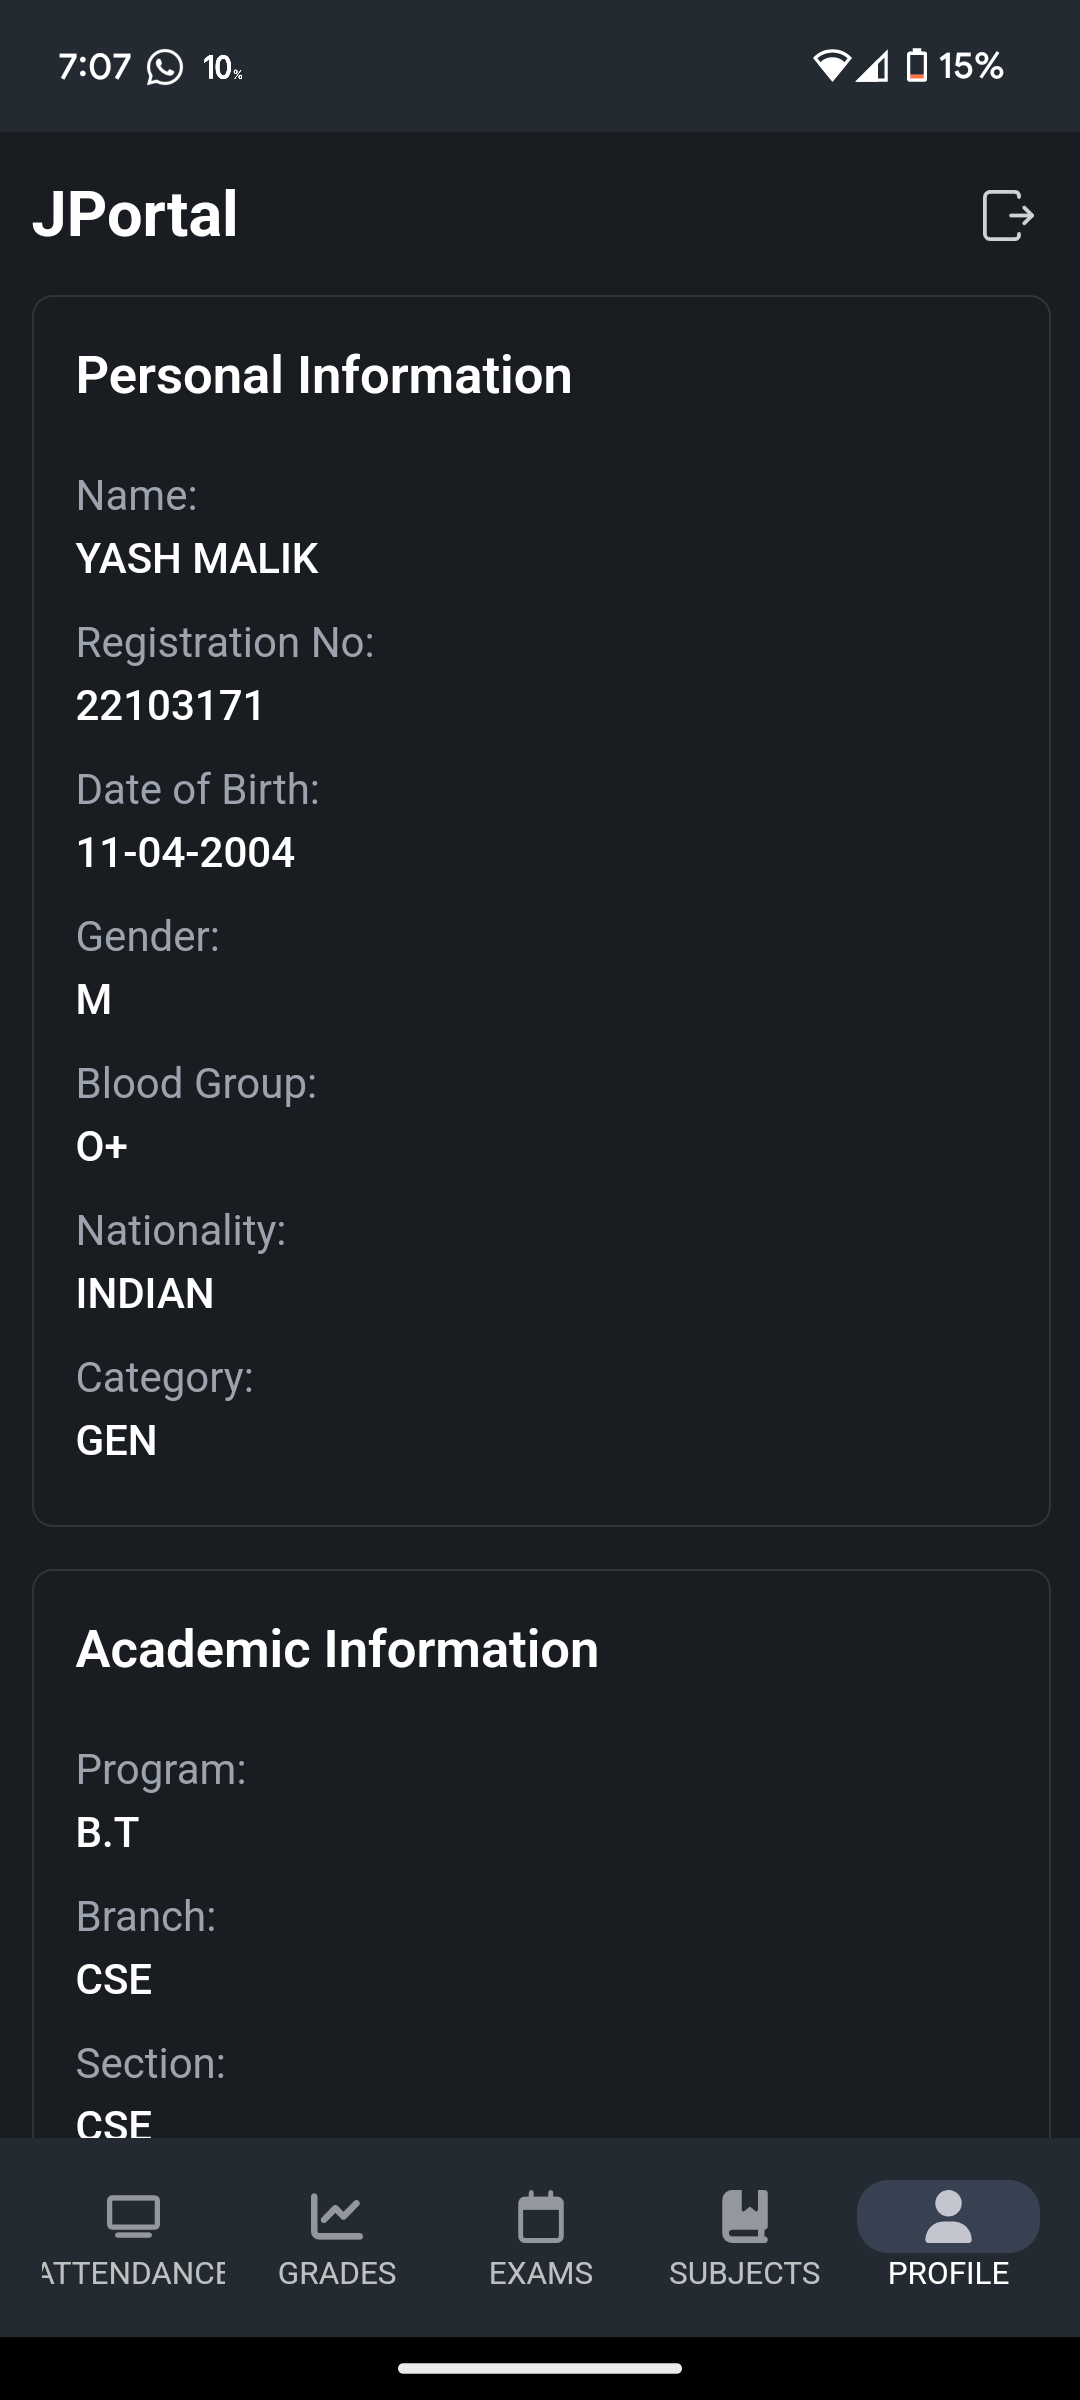 7:07 10% 15%
JPortal
Personal Information
Name:
YASH MALIK
Registration No:
22103171
Date of Birth:
11-04-2004
Gender:
M
Blood Group:
O+
Nationality:
INDIAN
Category:
GEN
Academic Information
Program:
B.T
Branch:
CSE
Section:
CSE
ATTENDANCE GRADES EXAMS SUBJECTS PROFILE